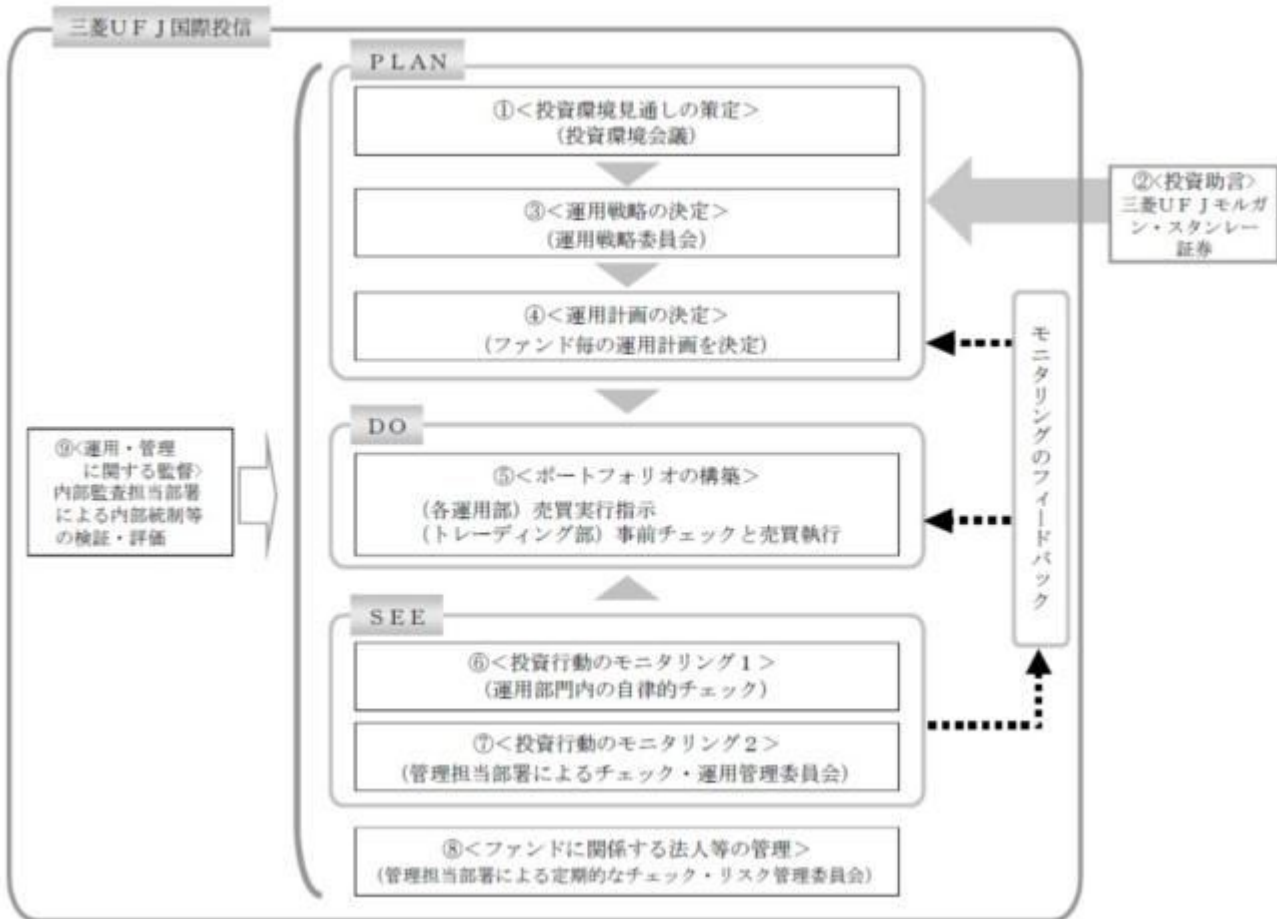 三菱ＵＦＪ国際投信
ＰＬＡＮ
①＜投資環境見通しの策定＞
（投資環境会議）
②＜投資助言＞
三菱ＵＦＪモルガ
ン・スタンレー
証券
③＜運用戦略の決定＞
（運用戦略委員会）
④＜運用計画の決定＞
（ファンド毎の運用計画を決定）
モニタリングのフィードバック
ＤＯ
⑤＜ポートフォリオの構築＞
（各運用部）売買実行指示
（トレーディング部）事前チェックと売買執行
⑨＜運用・管理
に関する監督＞
内部監査担当部署
による内部統制等
の検証・評価
ＳＥＥ
⑥＜投資行動のモニタリング１＞
（運用部門内の自律的チェック）
⑦＜投資行動のモニタリング２＞
（管理担当部署によるチェック・運用管理委員会）
⑧＜ファンドに関係する法人等の管理＞
（管理担当部署による定期的なチェック・リスク管理委員会）